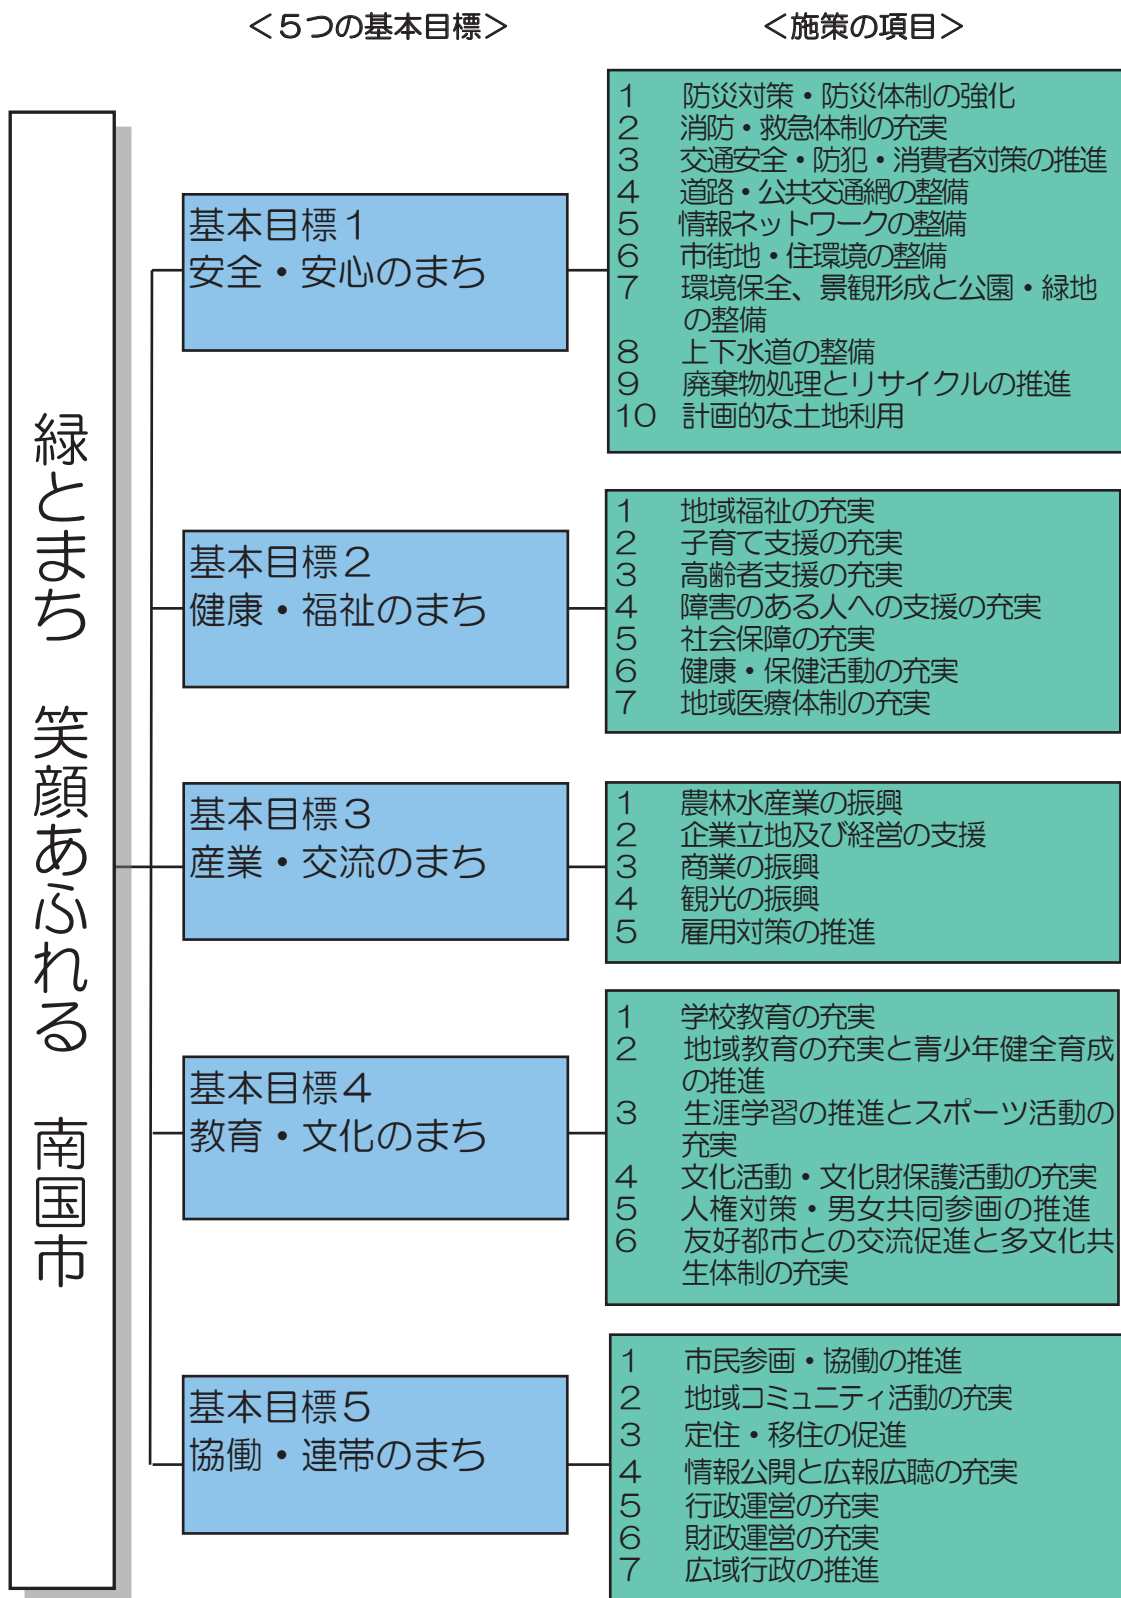 ＜５つの基本目標＞
＜施策の項目＞
緑とまち　笑顔あふれる　南国市
基本目標１
安全・安心のまち
1　防災対策・防災体制の強化
2　消防・救急体制の充実
3　交通安全・防犯・消費者対策の推進
4　道路・公共交通網の整備
5　情報ネットワークの整備
6　市街地・住環境の整備
7　環境保全、景観形成と公園・緑地
の整備
8　上下水道の整備
9　廃棄物処理とリサイクルの推進
10　計画的な土地利用
基本目標２
健康・福祉のまち
1　地域福祉の充実
2　子育て支援の充実
3　高齢者支援の充実
4　障害のある人への支援の充実
5　社会保障の充実
6　健康・保健活動の充実
7　地域医療体制の充実
基本目標３
産業・交流のまち
1　農林水産業の振興
2　企業立地及び経営の支援
3　商業の振興
4　観光の振興
5　雇用対策の推進
基本目標４
教育・文化のまち
1　学校教育の充実
2　地域教育の充実と青少年健全育成
の推進
3　生涯学習の推進とスポーツ活動の
充実
4　文化活動・文化財保護活動の充実
5　人権対策・男女共同参画の推進
6　友好都市との交流促進と多文化共
生体制の充実
基本目標５
協働・連帯のまち
1　市民参画・協働の推進
2　地域コミュニティ活動の充実
3　定住・移住の促進
4　情報公開と広報広聴の充実
5　行政運営の充実
6　財政運営の充実
7　広域行政の推進